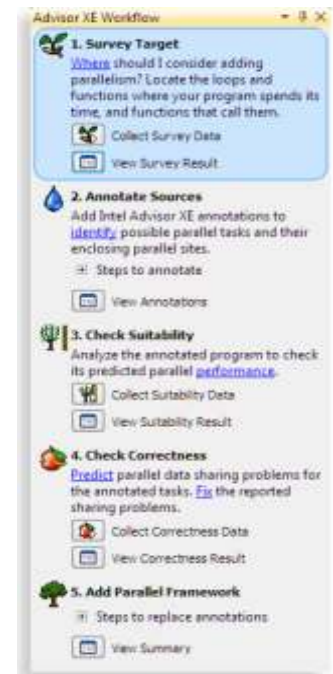 Advisor XE Workflow
1. Survey Target
Where should I consider adding
parallelism? Locate the loops and
functions where your program spends its
time, and functions that call them.
Collect Survey Data
View Survey Result
2. Annotate Sources
Add Intel Advisor XE annotations to
identify possible parallel tasks and their
enclosing parallel sites.
Steps to annotate
View Annotations
3. Check Suitability
Analyze the annotated program to check
its predicted parallel performance.
Collect Suitability Data
View Suitability Result
4. Check Correctness
Predict parallel data sharing problems for
the annotated tasks. Fix the reported
sharing problems.
Collect Correctness Data
View Correctness Result
5. Add Parallel Framework
Steps to replace annotations
View Summary